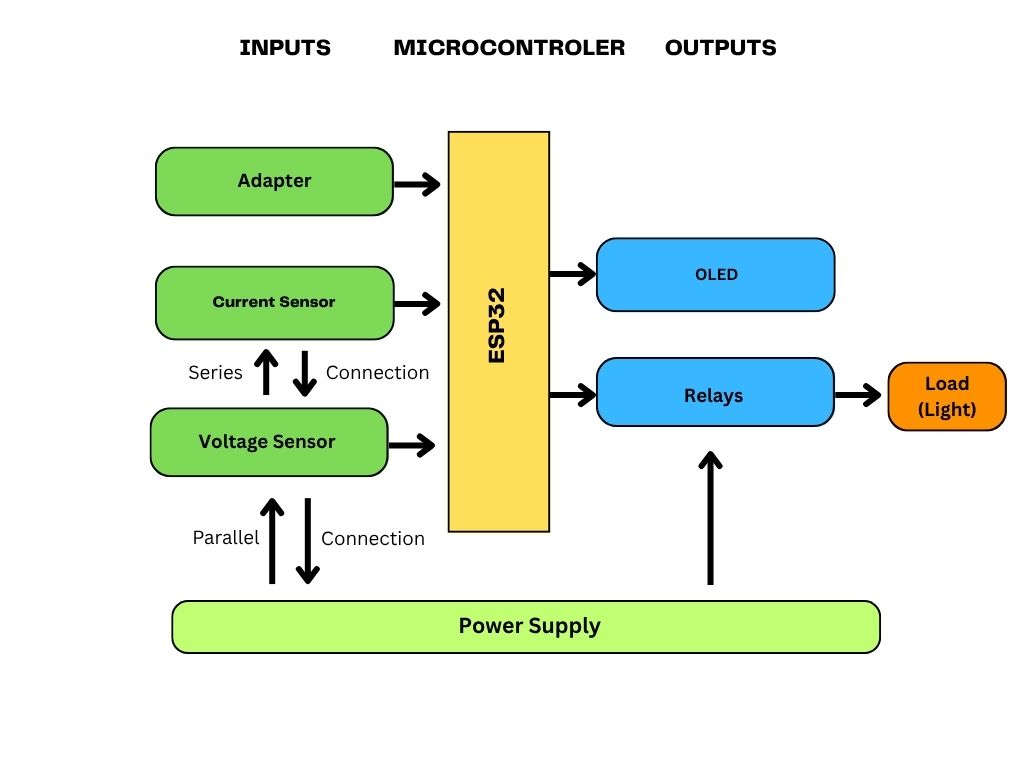 INPUTS MICROCONTROLER OUTPUTS
Adapter
Current Sensor
Series Connection
Voltage Sensor
Parallel Connection
ESP32
OLED
Relays
Load
(Light)
Power Supply